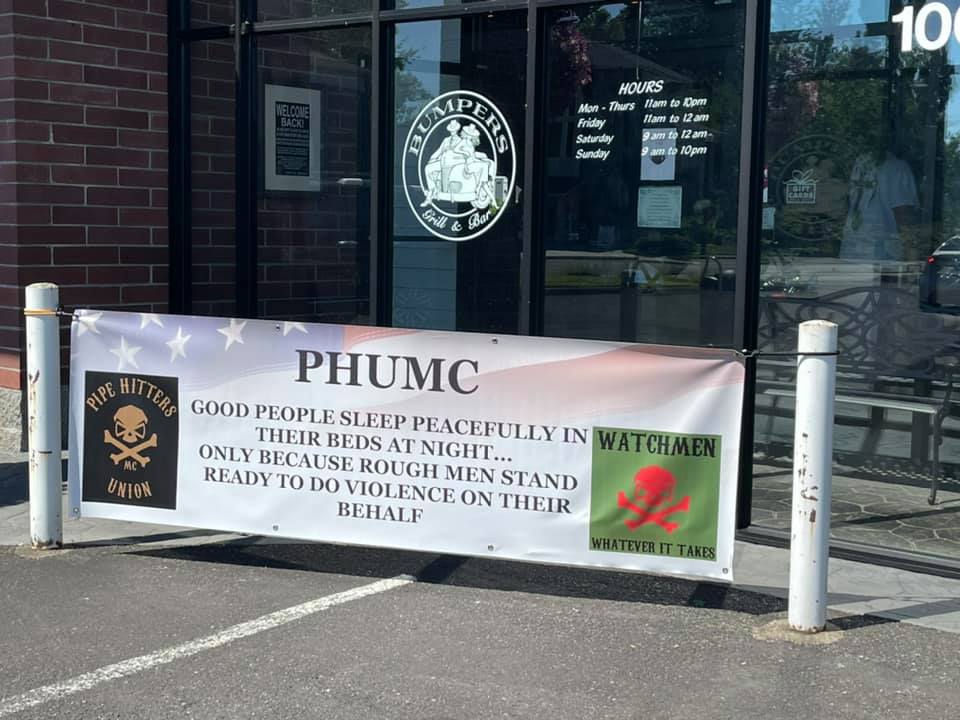 100
HOURS
Mon - Thurs 11am to 10pm
Friday 11am to 12 am
Saturday 9 am to 12 am
Sunday 9 am to 10pm
WELCOME
BACK!
BUMPERS
Grill & Bar
GIFT
CARDS
PHUMC
GOOD PEOPLE SLEEP PEACEFULLY IN
THEIR BEDS AT NIGHT...
ONLY BECAUSE ROUGH MEN STAND
READY TO DO VIOLENCE ON THEIR
BEHALF
PIPE HITTERS
MC
UNION
WATCHMEN
WHATEVER IT TAKES